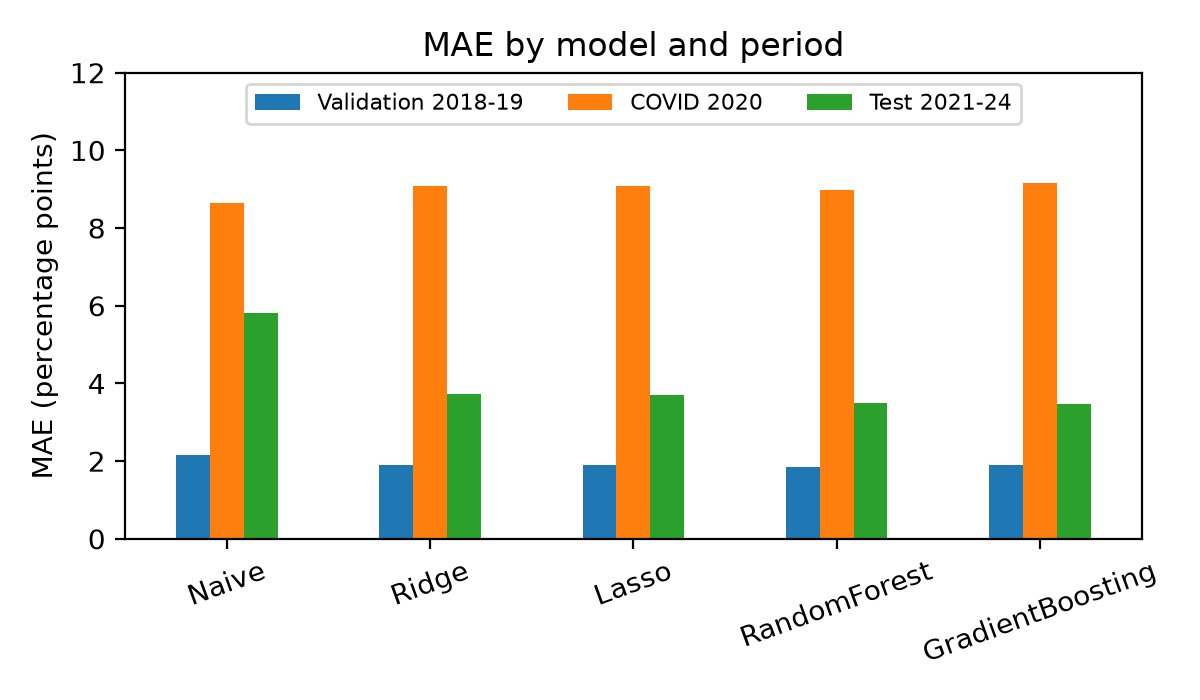 MAE by model and period
Validation 2018-19 COVID 2020 Test 2021-24
MAE (percentage points)
12
10
8
6
4
2
0
Naive Ridge Lasso RandomForest GradientBoosting